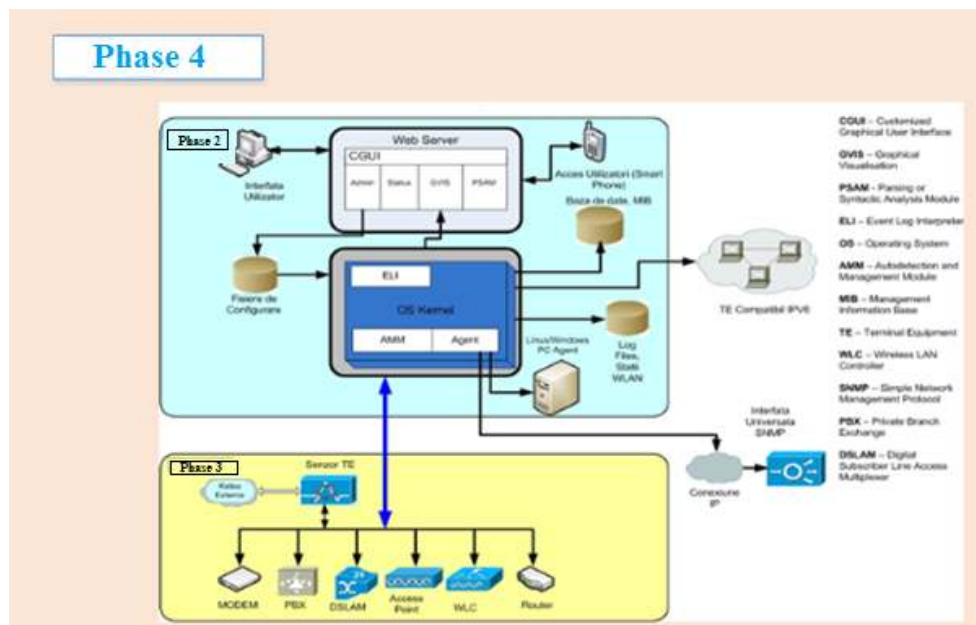 Phase 4
Phase 2
Web Server
CGUI
Admin
Status
GVIS
PSAM
Interfata
Utilizator
Acces Utilizatori (Smart
Phone)
Baza de date, MIB
Fisiere de
Configurare
ELI
OS Kernel
AMM
Agent
Linux/Windows
PC Agent
Log
Files,
Statii
WLAN
TE Compatibil IPV6
Interfata
Universala
SNMP
Conexiune
IP
Phase 3
Senzor TE
Retea
Externa
MODEM
PBX
DSLAM
Access
Point
WLC
Router
CGUI – Customized
Graphical User Interface
GVIS – Graphical
Visualisation
PSAM – Parsing or
Syntactic Analysis Module
ELI – Event Log Interpreter
OS – Operating System
AMM – Autodetection and
Management Module
MIB – Management
Information Base
TE – Terminal Equipment
WLC – Wireless LAN
Controller
SNMP – Simple Network
Management Protocol
PBX – Private Branch
Exchange
DSLAM – Digital
Subscriber Line Access
Multiplexer